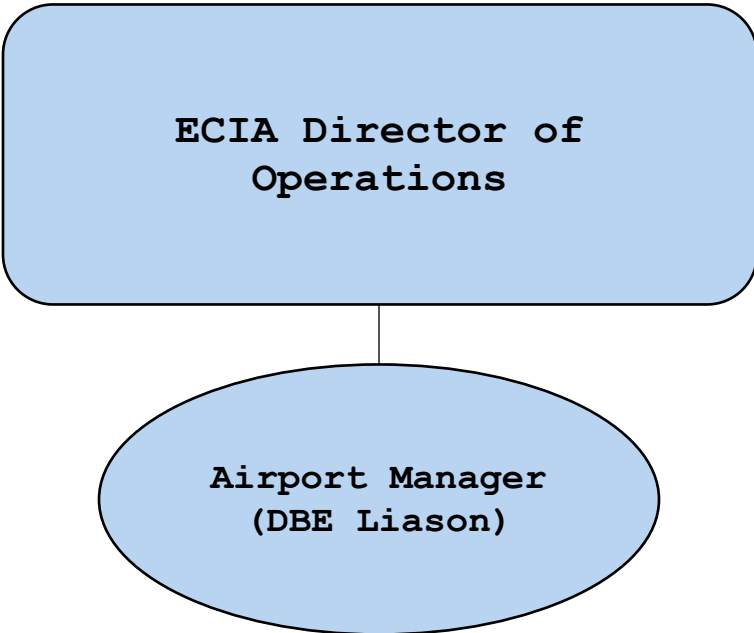 ECIA Director of
Operations
Airport Manager
(DBE Liason)